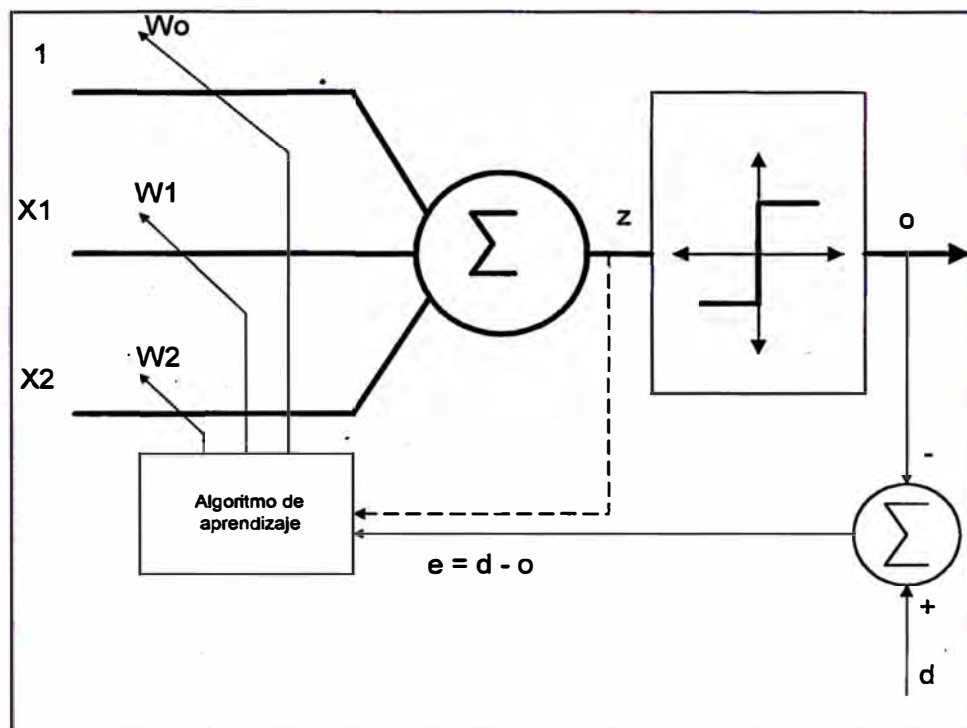 Wo
1
W1
X1
Σ
z
o
W2
X2
-
Algoritmo de
aprendizaje
Σ
e = d - o
+
d